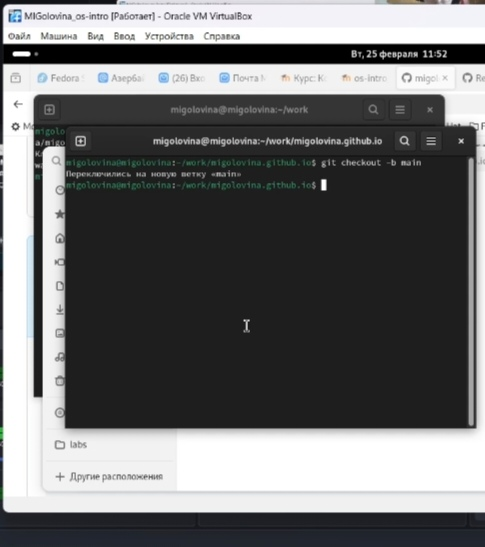 MIGolovina_os-intro [Работает] - Oracle VM VirtualBox
Файл Машина Вид Ввод Устройства Справка
Вт, 25 февраля 11:52
Fedora Азербай (26) Вхо Почта М Курс: К os-intro migol
migolovina@migolovina:~/work
migolovina@migolovina:~/work/migolovina.github.io
migolovina@migolovina:~/work/migolovina.github.io$ git checkout -b main
Переключились на новую ветку «main»
migolovina@migolovina:~/work/migolovina.github.io$
labs
+ Другие расположения